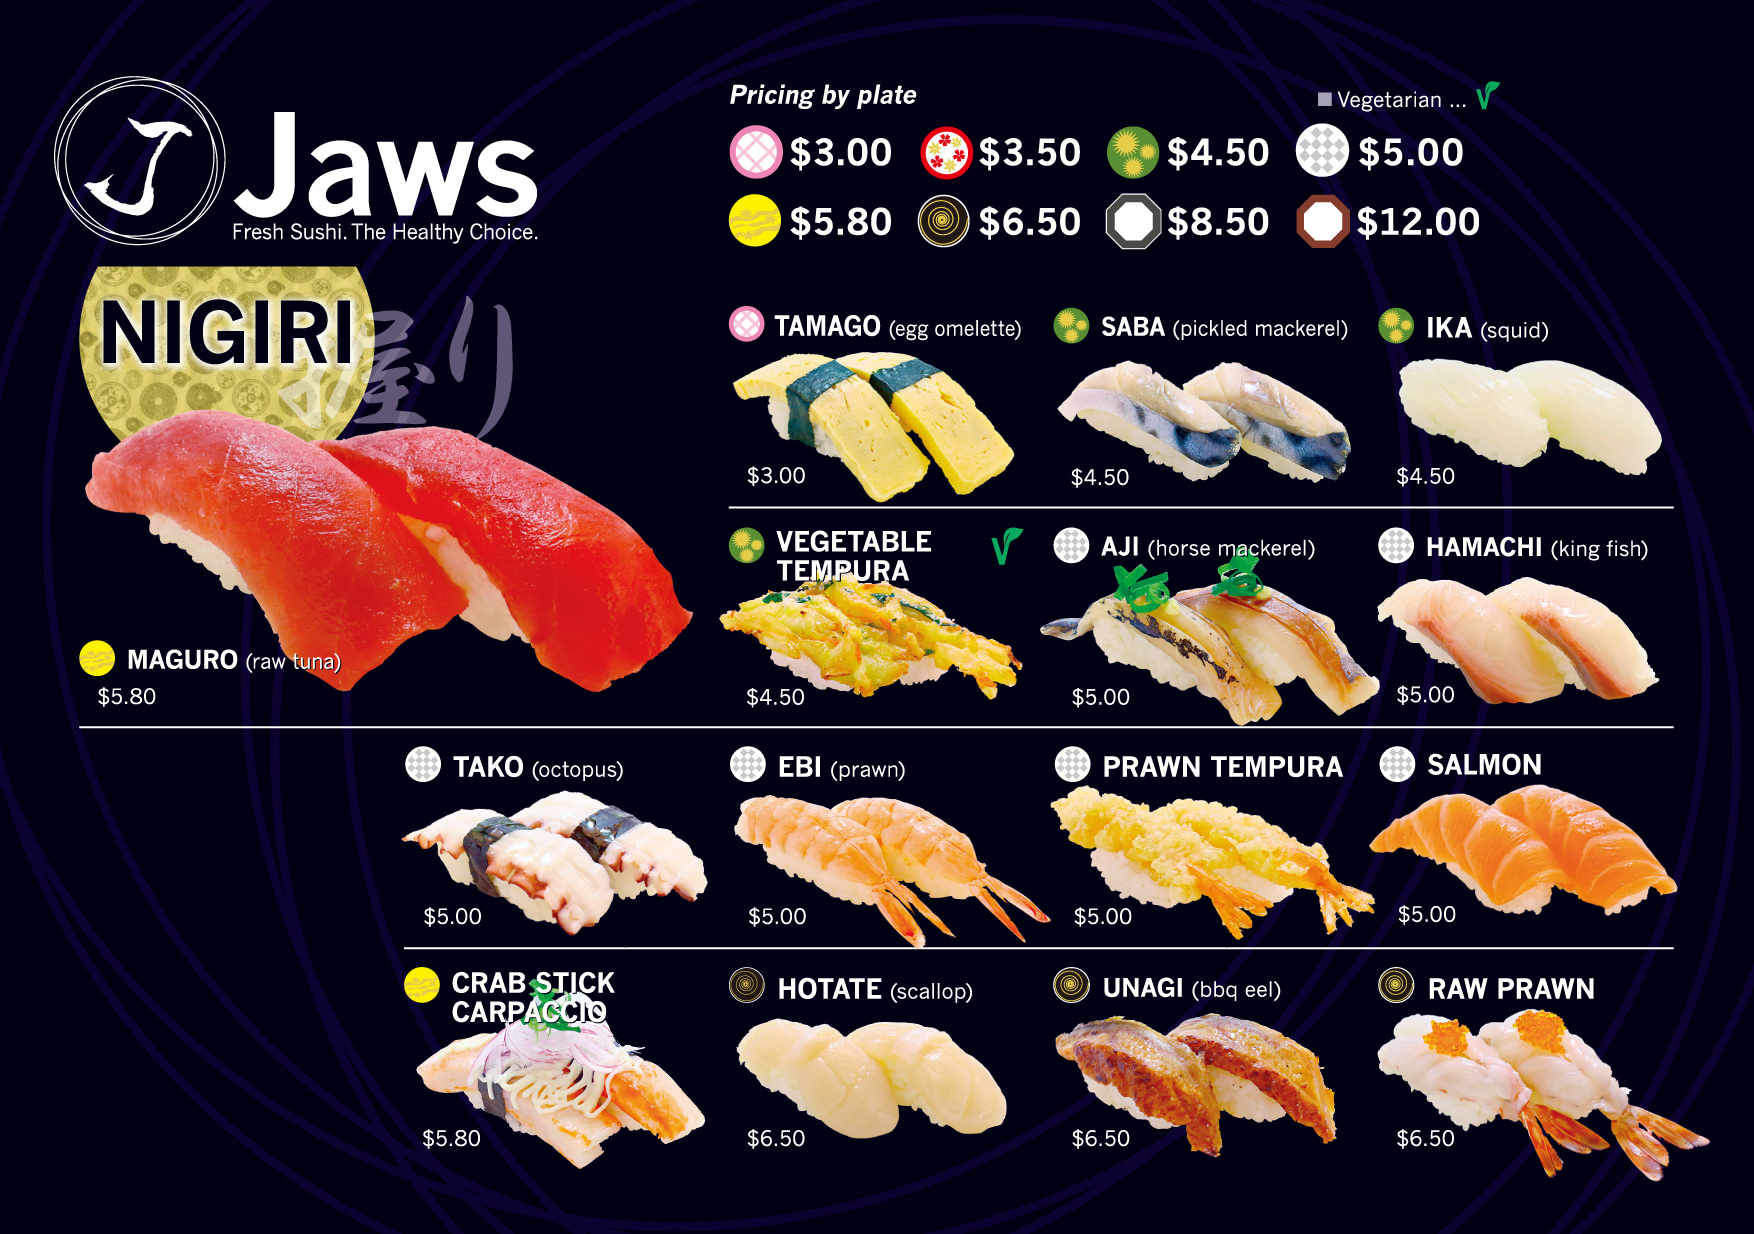 Jaws
Fresh Sushi. The Healthy Choice.
Pricing by plate
Vegetarian ... V
$3.00 $3.50 $4.50 $5.00
$5.80 $6.50 $8.50 $12.00
NIGIRI
握り
MAGURO (raw tuna)
$5.80
TAMAGO (egg omelette)
$3.00
SABA (pickled mackerel)
$4.50
IKA (squid)
$4.50
VEGETABLE
TEMPURA
V
$4.50
AJI (horse mackerel)
$5.00
HAMACHI (king fish)
$5.00
TAKO (octopus)
$5.00
EBI (prawn)
$5.00
PRAWN TEMPURA
$5.00
SALMON
$5.00
CRAB STICK
CARPACCIO
$5.80
HOTATE (scallop)
$6.50
UNAGI (bbq eel)
$6.50
RAW PRAWN
$6.50